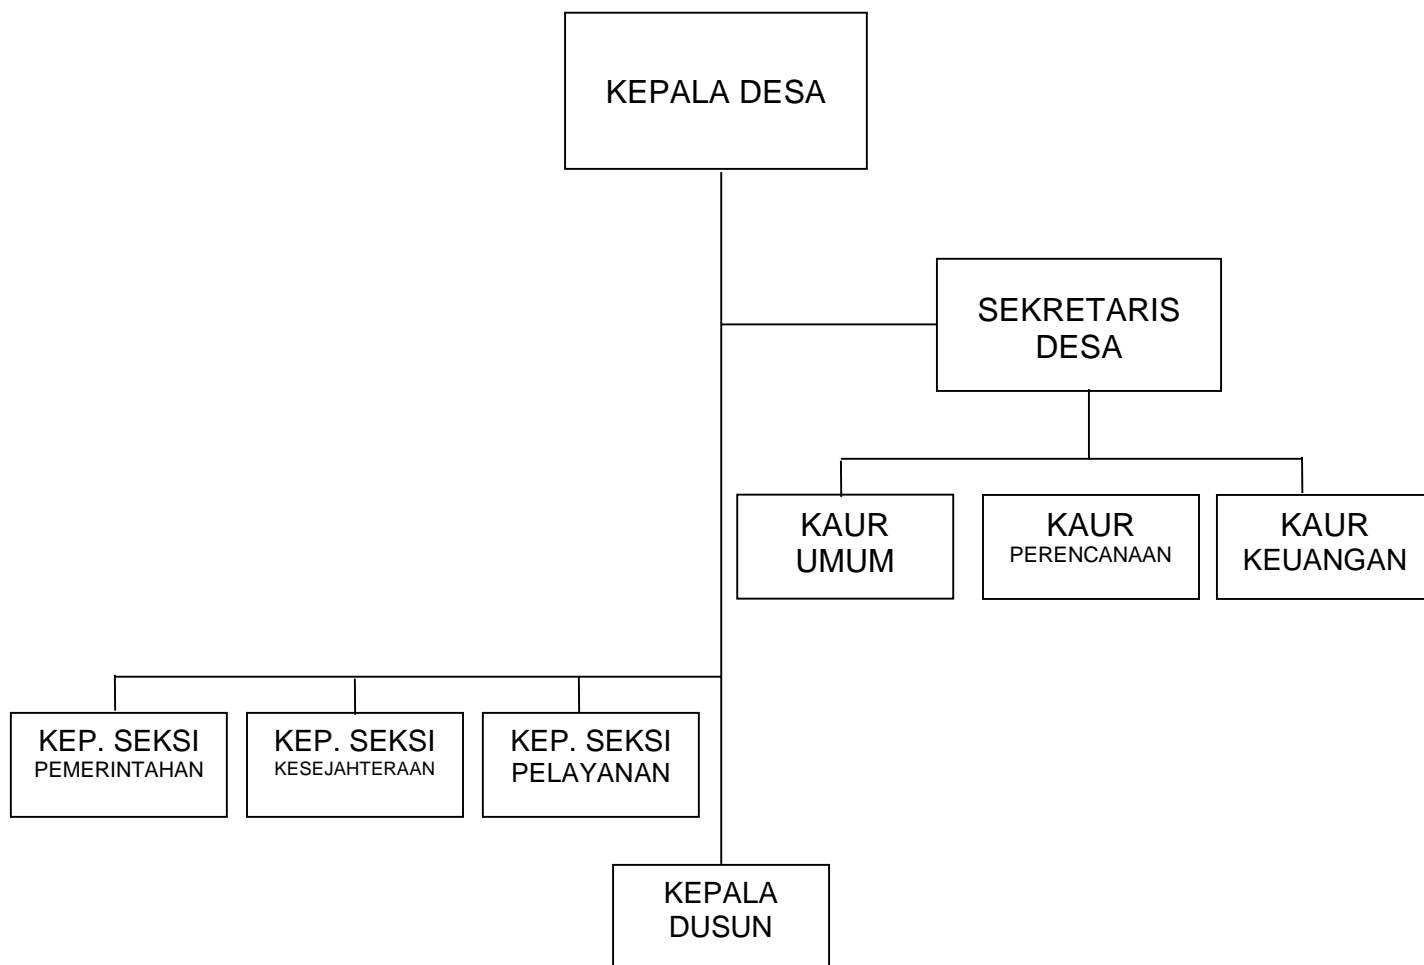 KEPALA DESA
SEKRETARIS
DESA
KAUR
UMUM
KAUR
PERENCANAAN
KAUR
KEUANGAN
KEP. SEKSI
PEMERINTAHAN
KEP. SEKSI
KESEJAHTERAAN
KEP. SEKSI
PELAYANAN
KEPALA
DUSUN